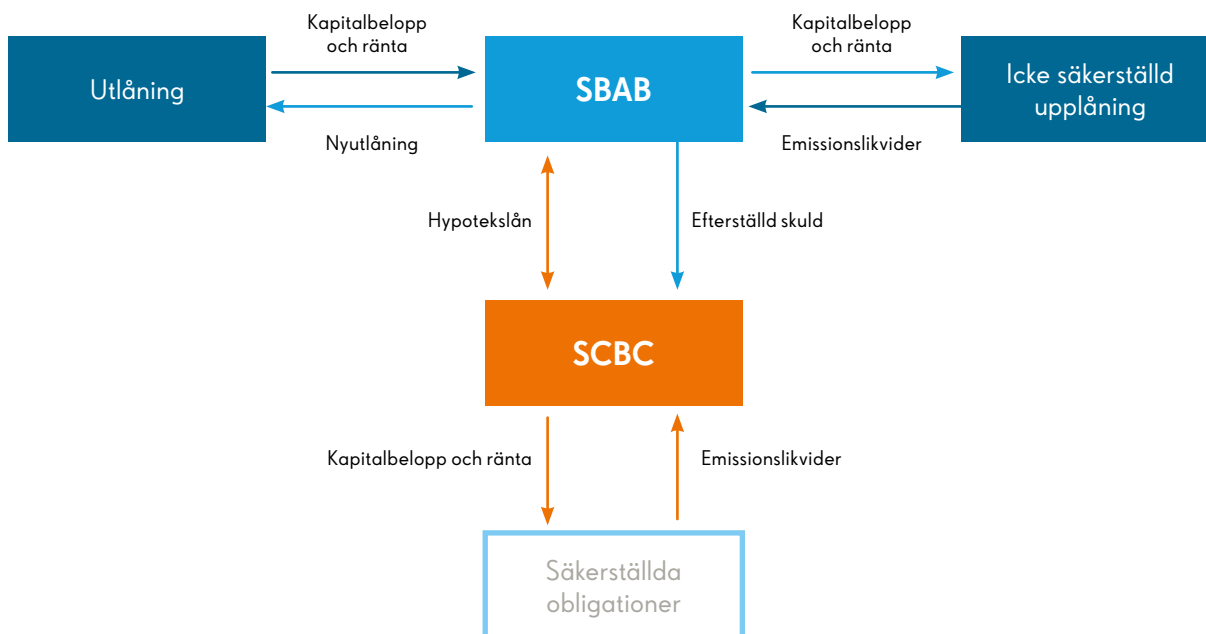 Kapitalbelopp
och ränta
Kapitalbelopp
och ränta
Utlåning
SBAB
Icke säkerställd
upplåning
Nyutlåning
Emissionslikvider
Hypotekslån
Efterställd skuld
SCBC
Kapitalbelopp och ränta
Emissionslikvider
Säkerställda
obligationer